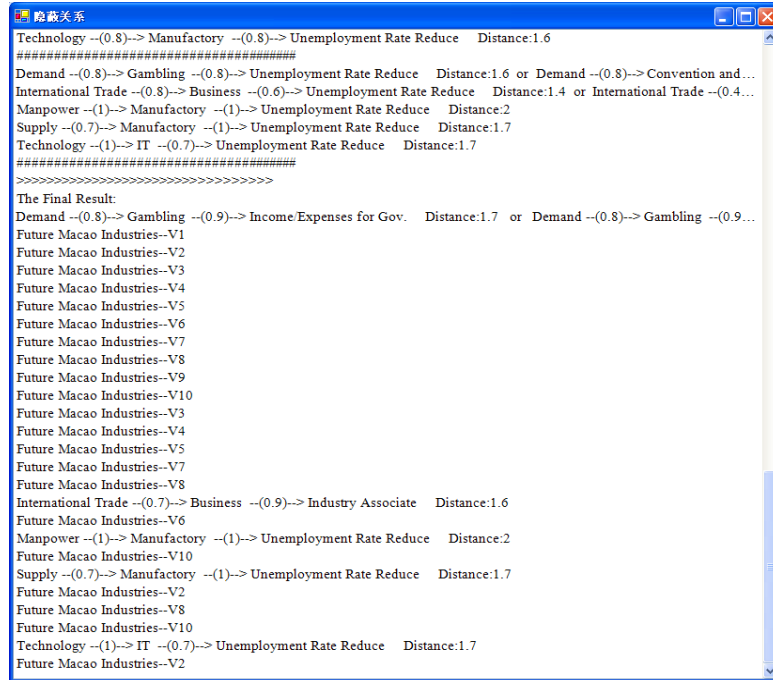 隐蔽关系
Technology --(0.8)--> Manufactory --(0.8)--> Unemployment Rate Reduce Distance:1.6
#####################################
Demand --(0.8)--> Gambling --(0.8)--> Unemployment Rate Reduce Distance:1.6 or Demand --(0.8)--> Convention and…
International Trade --(0.8)--> Business --(0.6)--> Unemployment Rate Reduce Distance:1.4 or International Trade --(0.4…
Manpower --(1)--> Manufactory --(1)--> Unemployment Rate Reduce Distance:2
Supply --(0.7)--> Manufactory --(1)--> Unemployment Rate Reduce Distance:1.7
Technology --(1)--> IT --(0.7)--> Unemployment Rate Reduce Distance:1.7
#####################################
>>>>>>>>>>>>>>>>>>>>>>>>>>>>>>>>>
The Final Result:
Demand --(0.8)--> Gambling --(0.9)--> Income/Expenses for Gov. Distance:1.7 or Demand --(0.8)--> Gambling --(0.9…
Future Macao Industries--V1
Future Macao Industries--V2
Future Macao Industries--V3
Future Macao Industries--V4
Future Macao Industries--V5
Future Macao Industries--V6
Future Macao Industries--V7
Future Macao Industries--V8
Future Macao Industries--V9
Future Macao Industries--V10
Future Macao Industries--V3
Future Macao Industries--V4
Future Macao Industries--V5
Future Macao Industries--V7
Future Macao Industries--V8
International Trade --(0.7)--> Business --(0.9)--> Industry Associate Distance:1.6
Future Macao Industries--V6
Manpower --(1)--> Manufactory --(1)--> Unemployment Rate Reduce Distance:2
Future Macao Industries--V10
Supply --(0.7)--> Manufactory --(1)--> Unemployment Rate Reduce Distance:1.7
Future Macao Industries--V2
Future Macao Industries--V8
Future Macao Industries--V10
Technology --(1)--> IT --(0.7)--> Unemployment Rate Reduce Distance:1.7
Future Macao Industries--V2